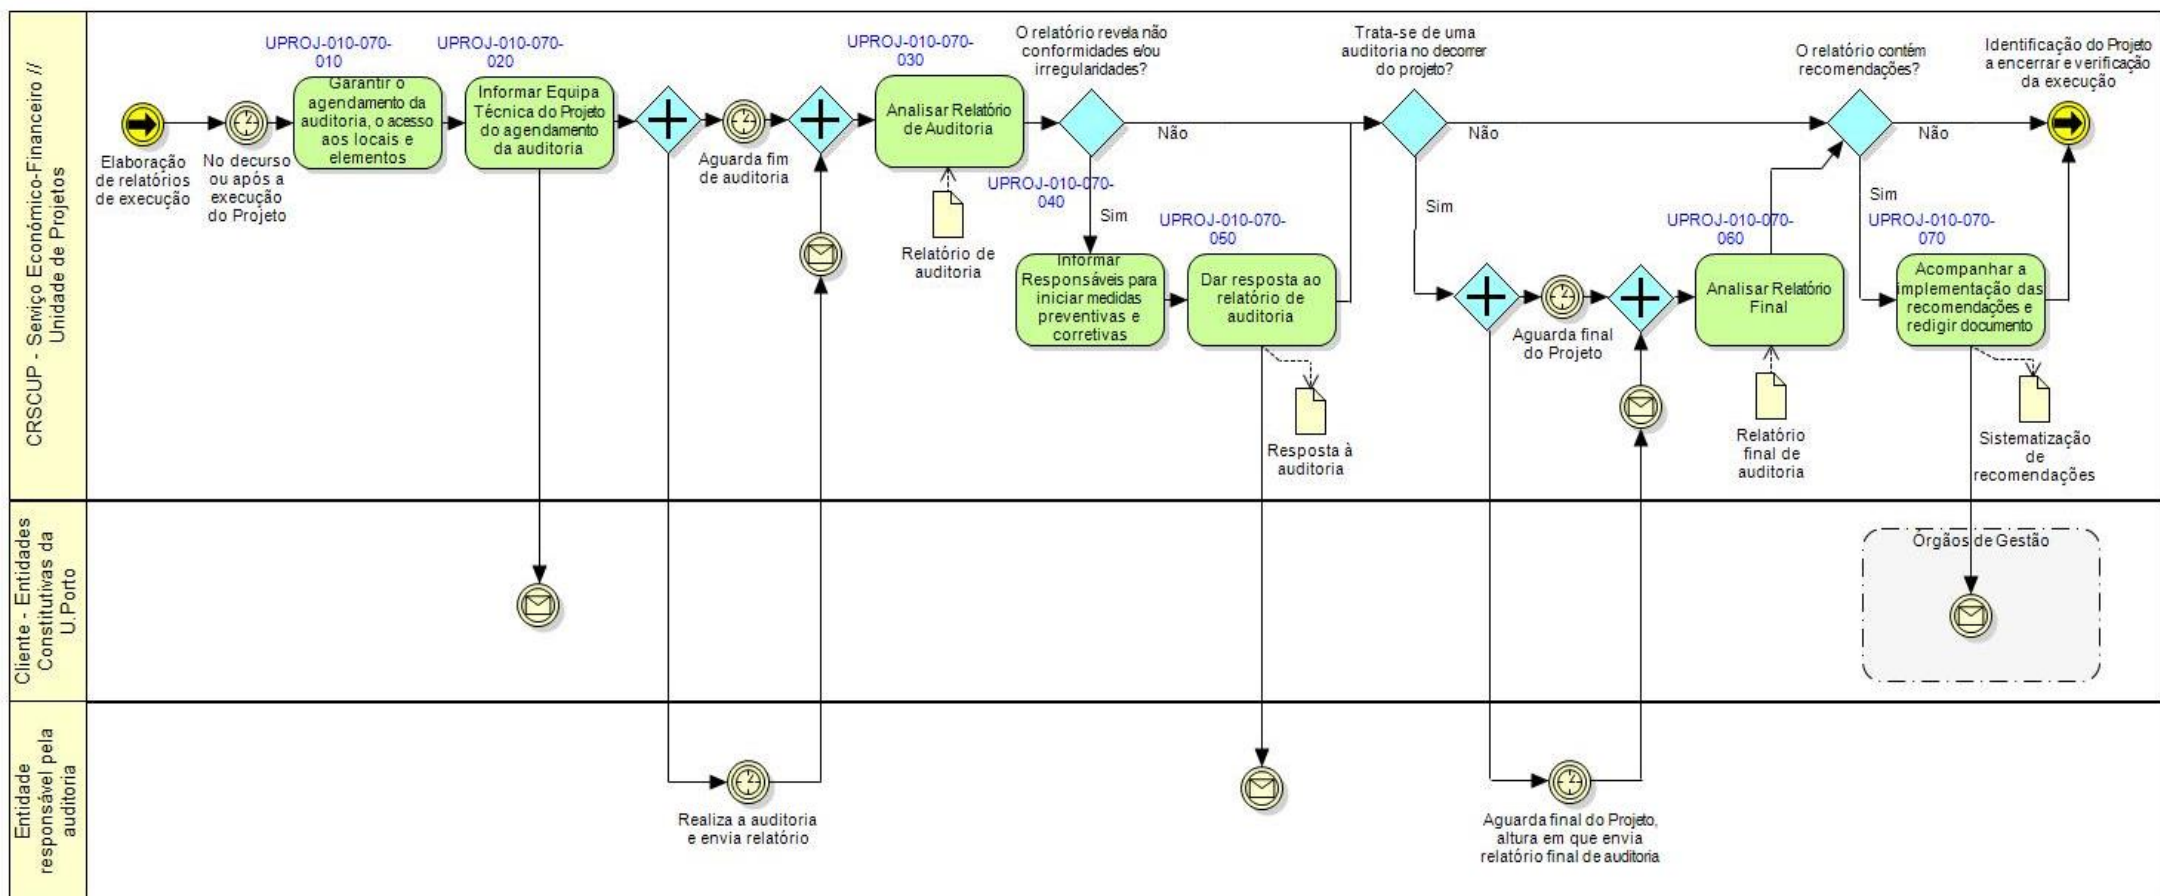 CRSCUP - Serviço Económico-Financeiro //
Unidade de Projetos
Elaboração
de relatórios
de execução
No decurso
ou após a
execução
do Projeto
UPROJ-010-070-
010
Garantir o
agendamento da
auditoria, o acesso
aos locais e
elementos
UPROJ-010-070-
020
Informar Equipa
Técnica do Projeto
do agendamento
da auditoria
Aguarda fim
de auditoria
UPROJ-010-070-
030
Analisar Relatório
de Auditoria
Relatório de
auditoria
O relatório revela não
conformidades e/ou
irregularidades?
Não
Sim
UPROJ-010-070-
040
Informar
Responsáveis para
iniciar medidas
preventivas e
corretivas
UPROJ-010-070-
050
Dar resposta ao
relatório de
auditoria
Resposta à
auditoria
Trata-se de uma
auditoria no decorrer
do projeto?
Não
Sim
Aguarda final
do Projeto
UPROJ-010-070-
060
Analisar Relatório
Final
Relatório
final de
auditoria
O relatório contém
recomendações?
Não
Sim
UPROJ-010-070-
070
Acompanhar a
implementação das
recomendações e
redigir documento
Sistematização
de
recomendações
Identificação do Projeto
a encerrar e verificação
da execução
Cliente - Entidades
Constitutivas da
U.Porto
Órgãos de Gestão
Entidade
responsável pela
auditoria
Realiza a auditoria
e envia relatório
Aguarda final do Projeto,
altura em que envia
relatório final de auditoria